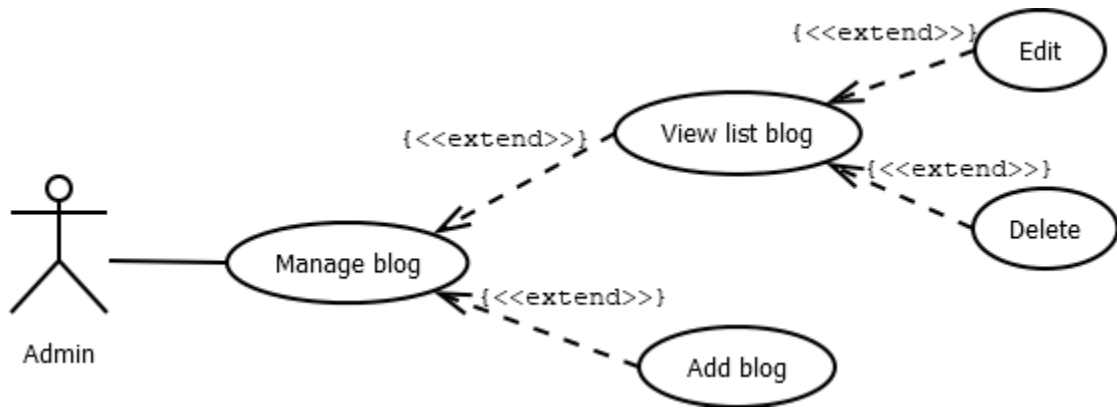 {<<extend>>}
Edit
View list blog
{<<extend>>}
{<<extend>>}
Delete
Manage blog
{<<extend>>}
Admin
Add blog